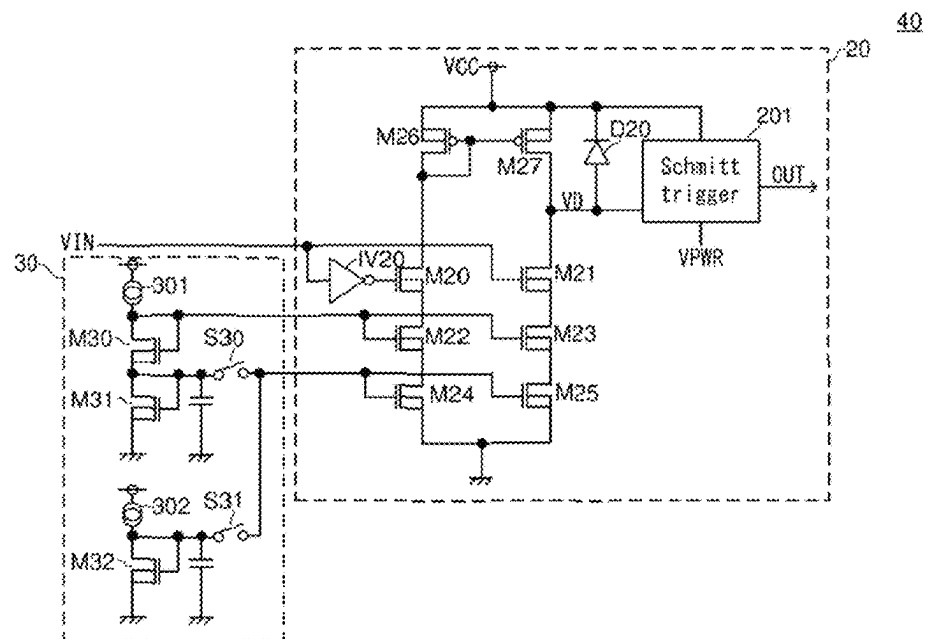 40
20
VCC
M26
M27
D20
201
Schmitt
trigger
OUT
VD
VPWR
VIN
30
IV20
M20
M21
301
M30
S30
M22
M23
M31
M24
M25
302
S31
M32